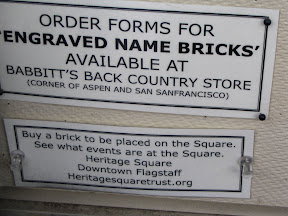 ORDER FORMS FOR
'ENGRAVED NAME BRICKS'
AVAILABLE AT
BABBITT'S BACK COUNTRY STORE
(CORNER OF ASPEN AND SANFRANCISCO)
Buy a brick to be placed on the Square.
See what events are at the Square.
Heritage Square
Downtown Flagstaff
Heritagesquaretrust.org